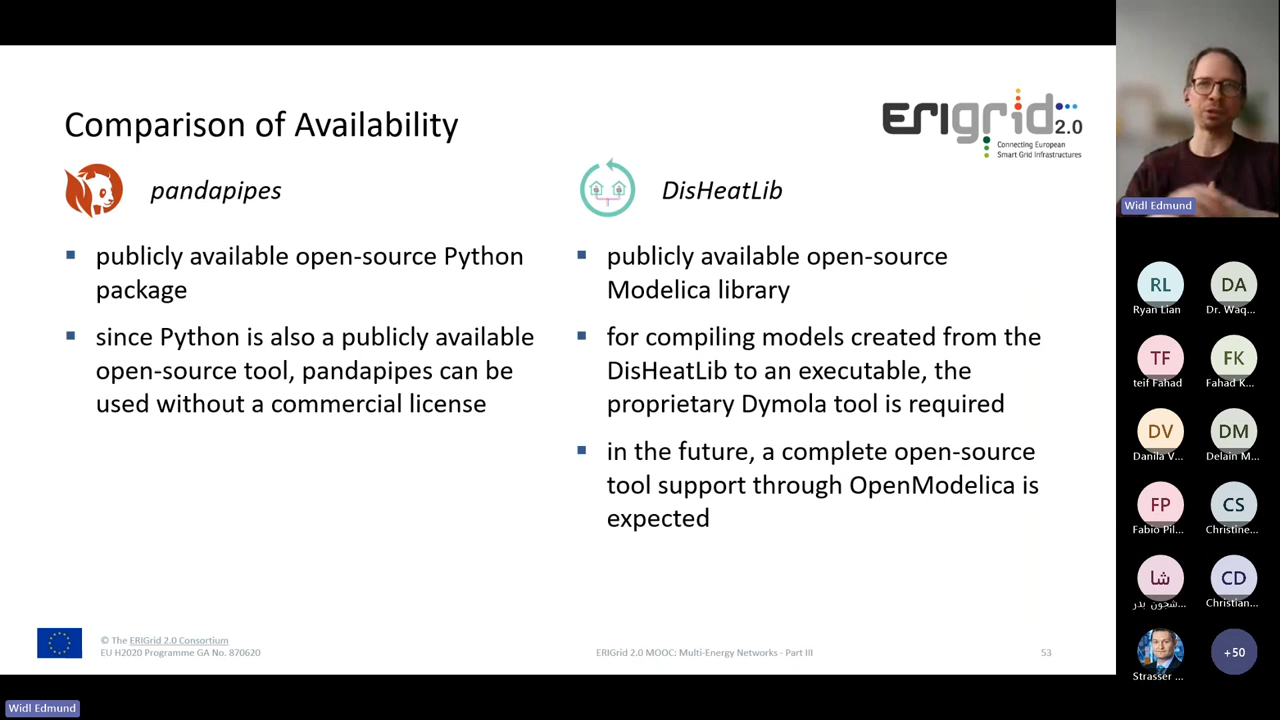 Comparison of Availability
ERIgrid 2.0
Connecting European
Smart Grid Infrastructures
pandapipes
publicly available open-source Python
package
since Python is also a publicly available
open-source tool, pandapipes can be
used without a commercial license
DisHeatLib
publicly available open-source
Modelica library
for compiling models created from the
DisHeatLib to an executable, the
proprietary Dymola tool is required
in the future, a complete open-source
tool support through OpenModelica is
expected
© The ERIGrid 2.0 Consortium
EU H2020 Programme GA No. 870620
ERIGrid 2.0 MOOC: Multi-Energy Networks - Part III
53
Widl Edmund
Widl Edmund
RL
Ryan Lian
DA
Dr. Waq...
TF
teif Fahad
FK
Fahad K...
DV
Danila V...
DM
Delain M...
FP
Fabio Pil...
CS
Christine...
شا
شجون بدر...
CD
Christian...
Strasser ...
+50